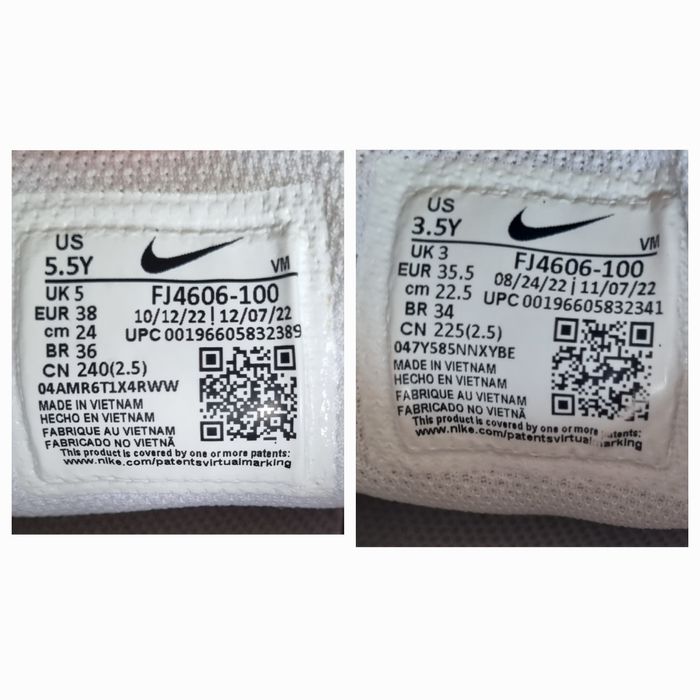 US
5.5Y
VM
UK 5
FJ4606-100
EUR 38
10/12/22 | 12/07/22
cm 24
UPC 00196605832389
BR 36
CN 240(2.5)
04AMR6T1X4RWW
MADE IN VIETNAM
HECHO EN VIETNAM
FABRIQUE AU VIETNAM
FABRICADO NO VIETNÃ
This product is covered by one or more patents:
www.nike.com/patentsvirtualmarking
US
3.5Y
VM
UK 3
FJ4606-100
EUR 35.5
08/24/22 | 11/07/22
cm 22.5
UPC 00196605832341
BR 34
CN 225(2.5)
047Y585NNXYBE
MADE IN VIETNAM
HECHO EN VIETNAM
FABRIQUE AU VIETNAM
FABRICADO NO VIETNÃ
This product is covered by one or more
www.nike.com/patentsvirtu